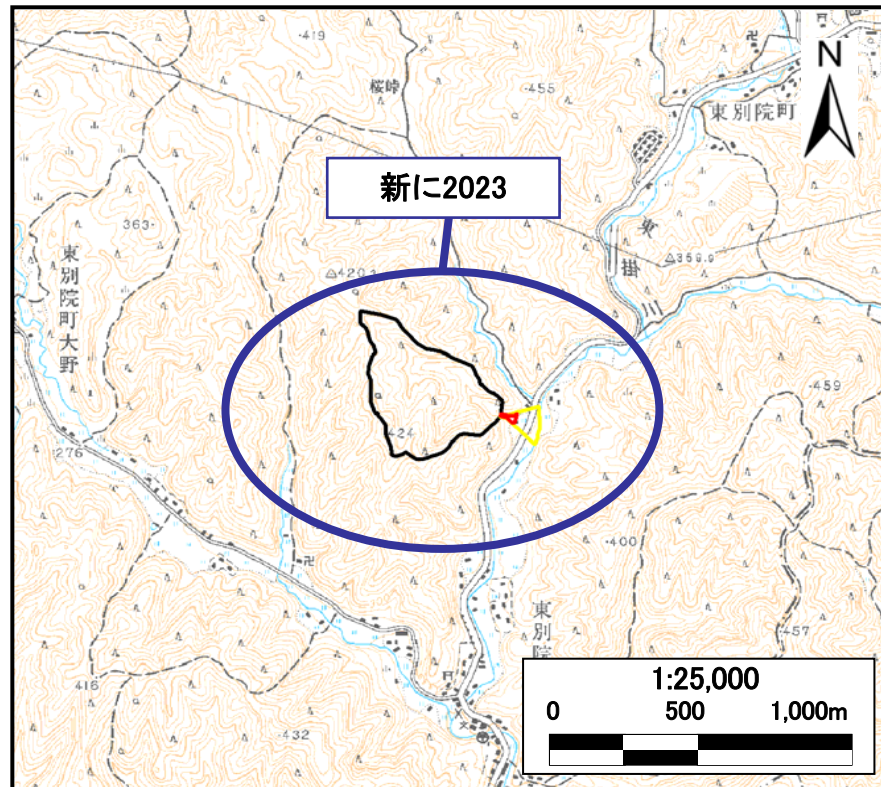 ・419
桜峠
・455
東別院町
N
新に2023
363・
東別院町大野
△420.3
東掛川
△359.9
・459
424
276
・400
・457
416
・432
東別院
文
1:25,000
0 500 1,000m